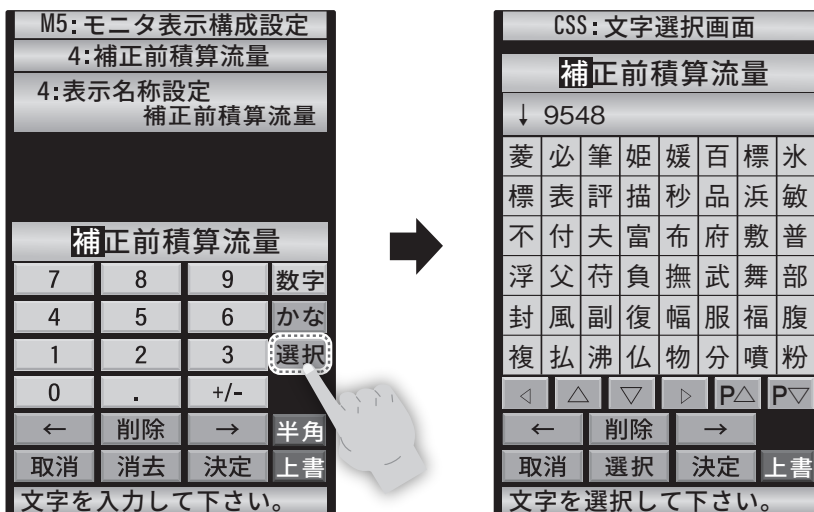 M5:モニタ表示構成設定
4:補正前積算流量
4:表示名称設定
補正前積算流量
補正前積算流量
7 8 9 数字
4 5 6 かな
1 2 3 選択
0 . +/-
← 削除 → 半角
取消 消去 決定 上書
文字を入力して下さい。
CSS:文字選択画面
補正前積算流量
↓ 9548
菱 必 筆 姫 媛 百 標 氷
標 表 評 描 秒 品 浜 敏
不 付 夫 富 布 府 敷 普
浮 父 符 負 撫 武 舞 部
封 風 副 復 幅 服 福 腹
複 払 沸 仏 物 分 噴 粉
◁ △ ▽ ▷ P△ P▽
← 削除 →
取消 選択 決定 上書
文字を選択して下さい。